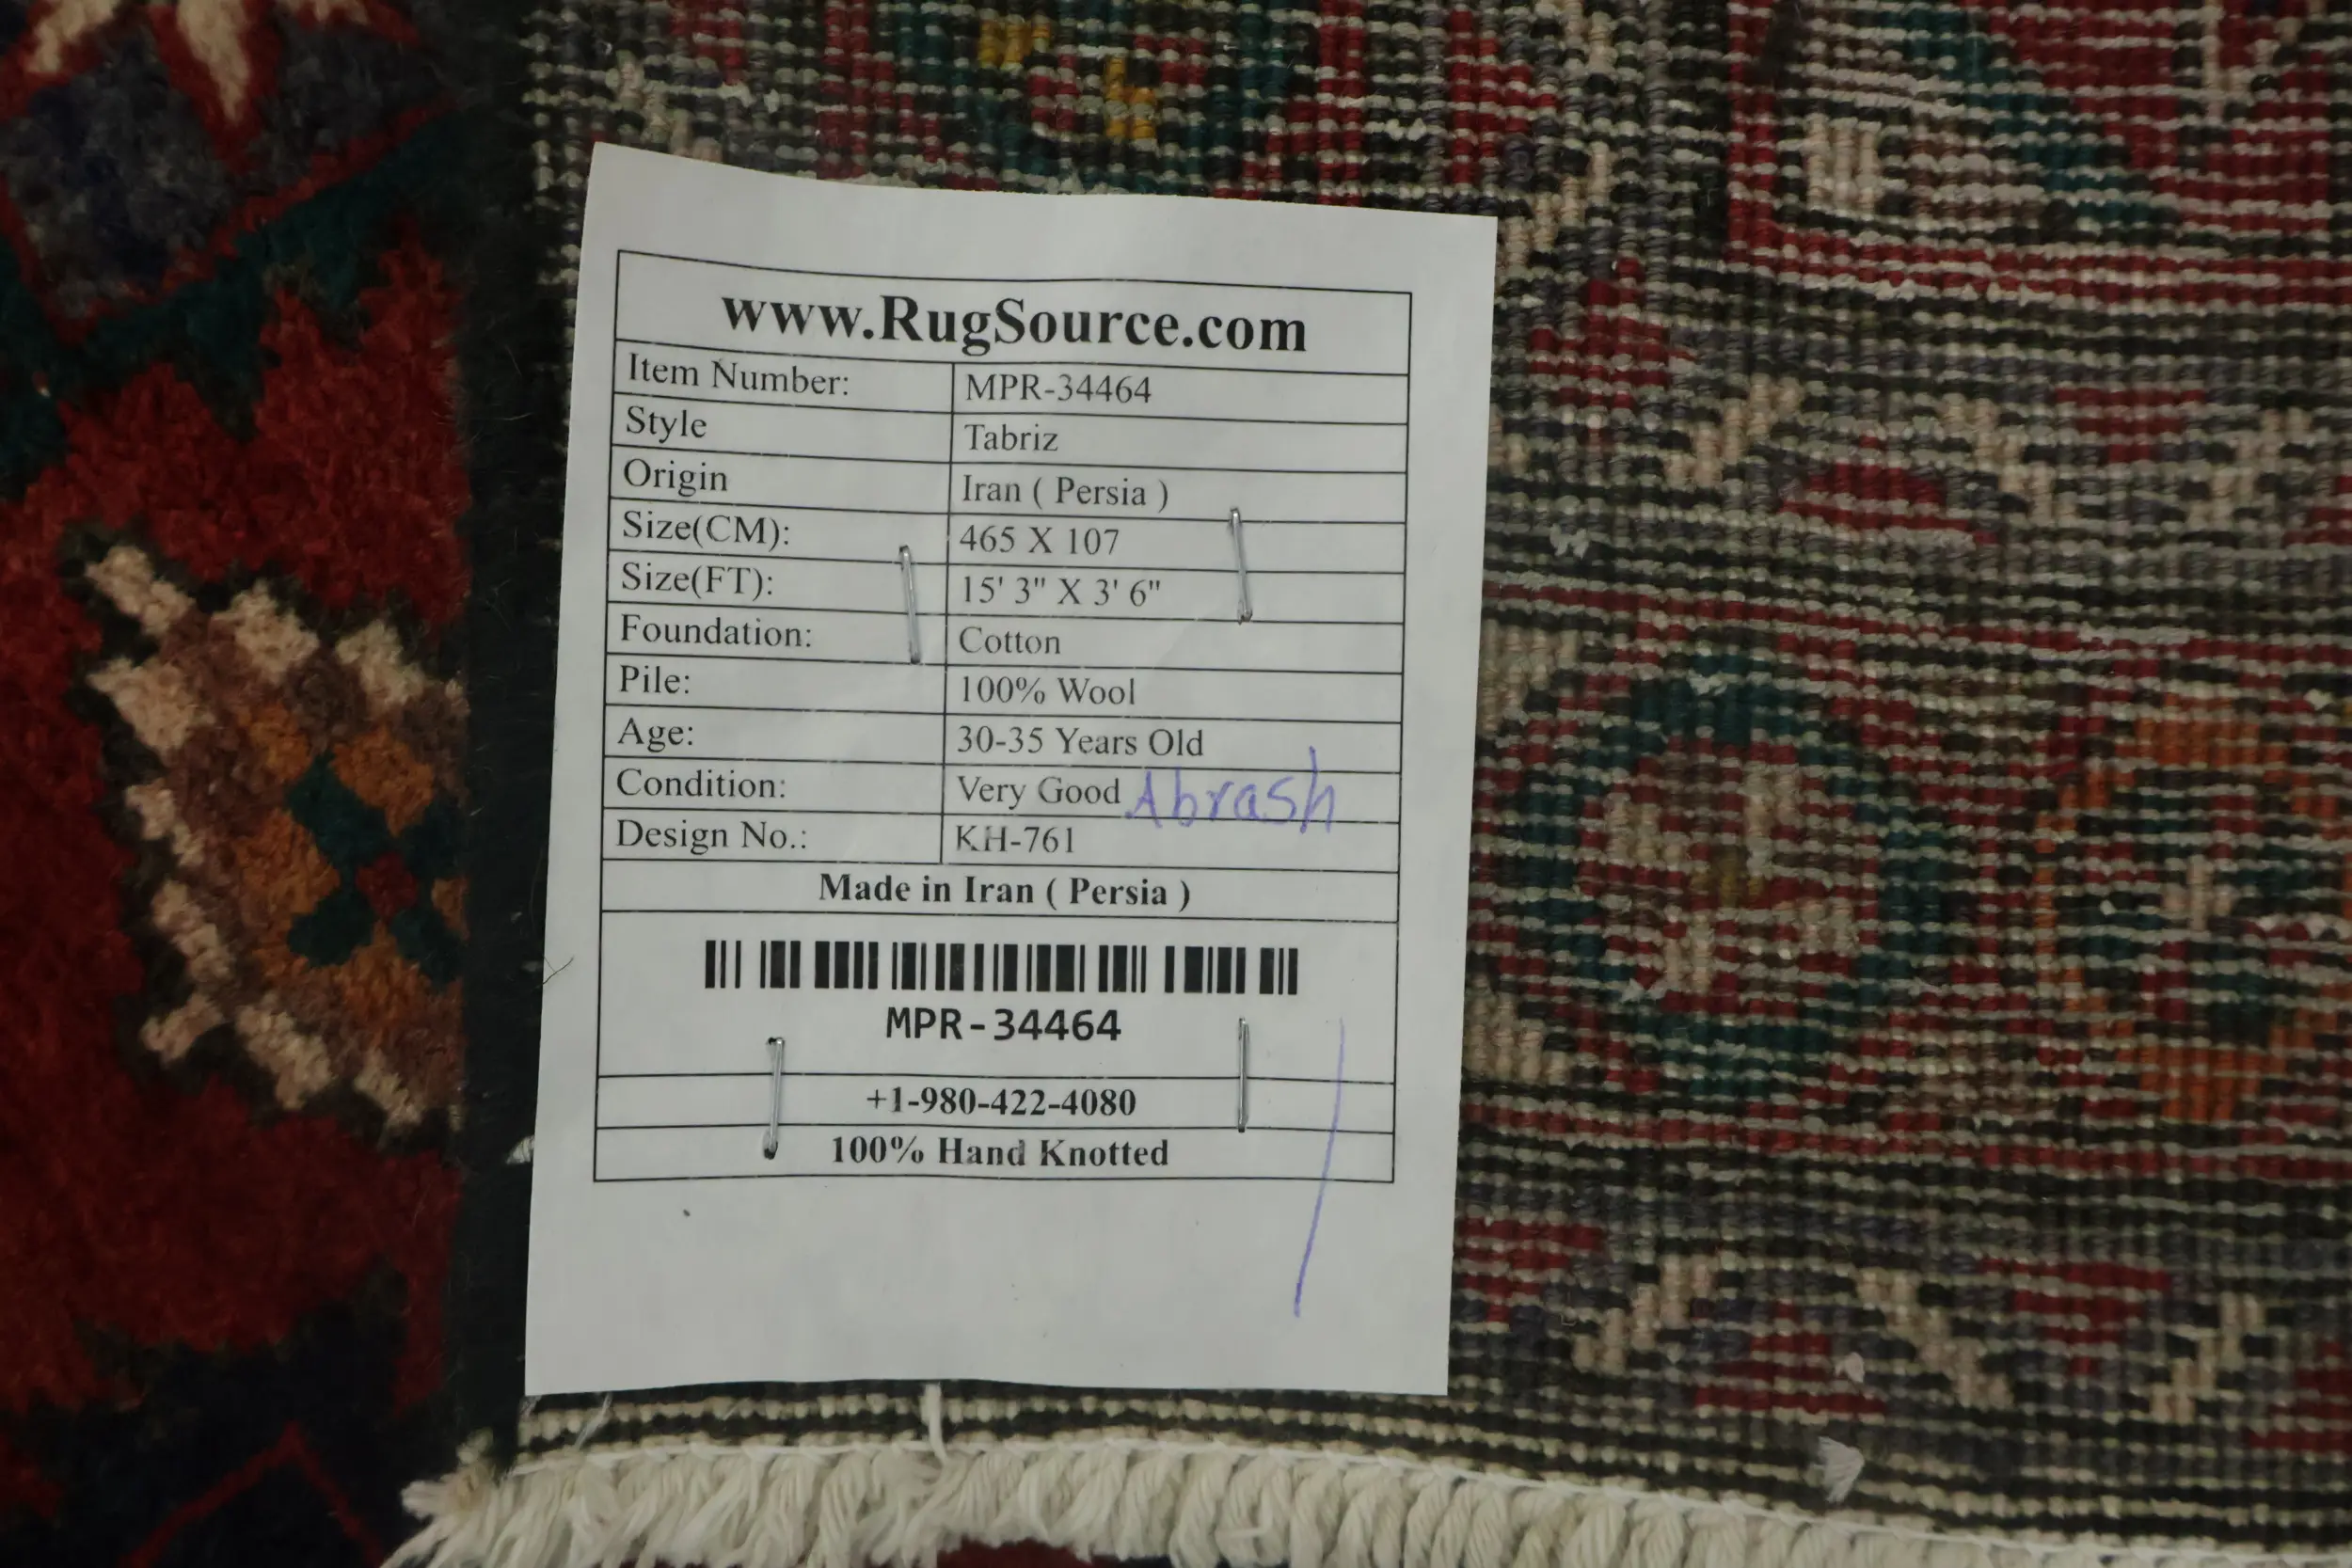 www.RugSource.com
Item Number: MPR-34464
Style Tabriz
Origin Iran ( Persia )
Size(CM): 465 X 107
Size(FT): 15' 3" X 3' 6"
Foundation: Cotton
Pile: 100% Wool
Age: 30-35 Years Old
Condition: Very Good Abrash
Design No.: KH-761
Made in Iran ( Persia )
MPR-34464
+1-980-422-4080
100% Hand Knotted